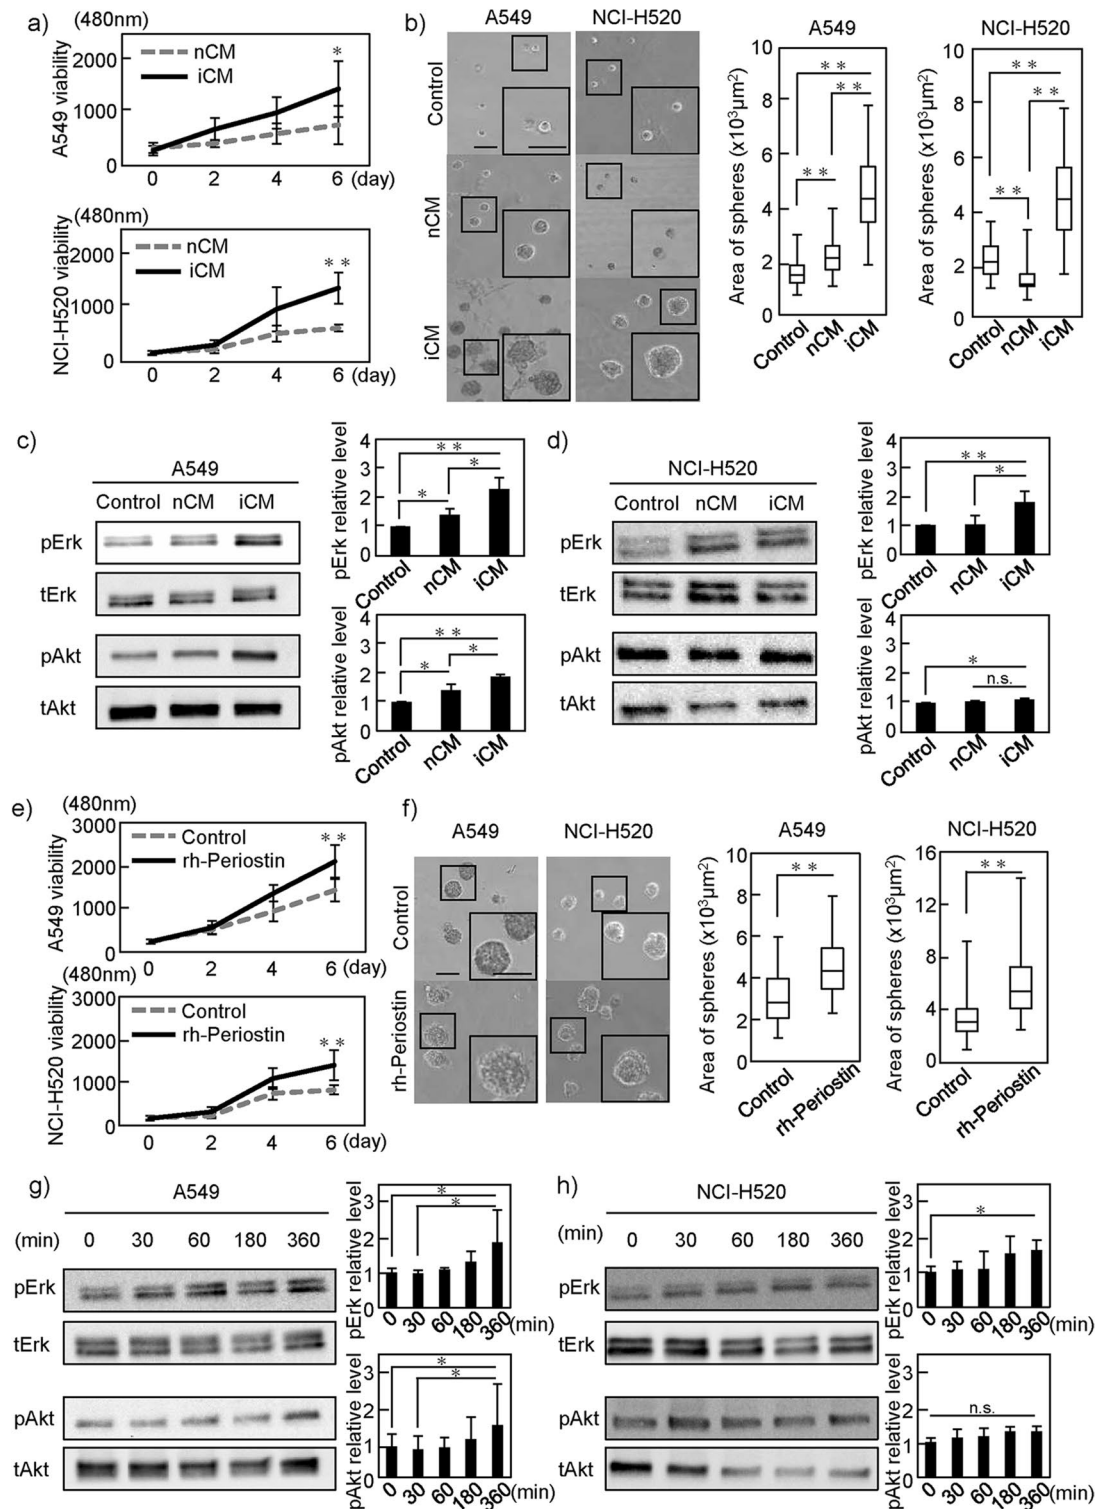 a)
(480nm)
A549 viability
2000
1000
0
nCM
iCM
*
0 2 4 6 (day)
(480nm)
NCI-H520 viability
2000
1000
0
nCM
iCM
**
0 2 4 6 (day)
b)
A549 NCI-H520
Control
nCM
iCM
A549
Area of spheres (x10³μm²)
10
8
6
4
2
0
**
**
**
Control nCM iCM
NCI-H520
Area of spheres (x10³μm²)
10
8
6
4
2
0
**
**
**
Control nCM iCM
c)
A549
Control nCM iCM
pErk
tErk
pAkt
tAkt
pErk relative level
4
3
2
1
0
**
*
*
Control nCM iCM
pAkt relative level
4
3
2
1
0
**
*
*
Control nCM iCM
d)
NCI-H520
Control nCM iCM
pErk
tErk
pAkt
tAkt
pErk relative level
4
3
2
1
0
**
*
Control nCM iCM
pAkt relative level
4
3
2
1
0
*
n.s.
Control nCM iCM
e)
(480nm)
A549 viability
3000
2000
1000
0
Control
rh-Periostin
**
0 2 4 6 (day)
(480nm)
NCI-H520 viability
3000
2000
1000
0
Control
rh-Periostin
**
0 2 4 6 (day)
f)
A549 NCI-H520
Control
rh-Periostin
A549
Area of spheres (x10³μm²)
10
8
6
4
2
0
**
Control rh-Periostin
NCI-H520
Area of spheres (x10³μm²)
16
12
8
4
0
**
Control rh-Periostin
g)
A549
(min) 0 30 60 180 360
pErk
tErk
pAkt
tAkt
pErk relative level
3
2
1
0
*
*
0 30 60 180 360 (min)
pAkt relative level
3
2
1
0
*
*
0 30 60 180 360 (min)
h)
NCI-H520
(min) 0 30 60 180 360
pErk
tErk
pAkt
tAkt
pErk relative level
3
2
1
0
*
0 30 60 180 360 (min)
pAkt relative level
3
2
1
0
n.s.
0 30 60 180 360 (min)